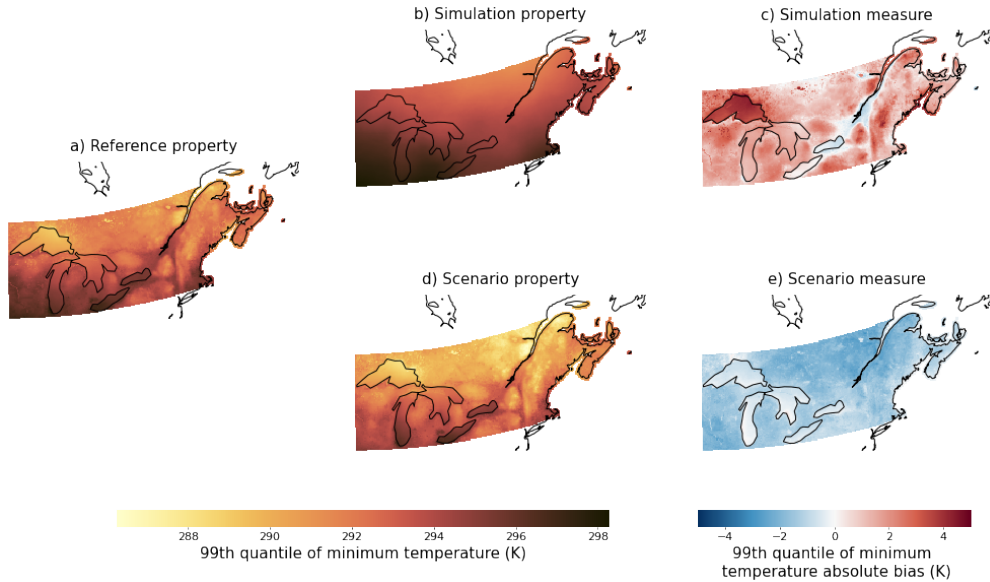 b) Simulation property
c) Simulation measure
a) Reference property
d) Scenario property
e) Scenario measure
288 290 292 294 296 298
99th quantile of minimum temperature (K)
−4 −2 0 2 4
99th quantile of minimum
temperature absolute bias (K)